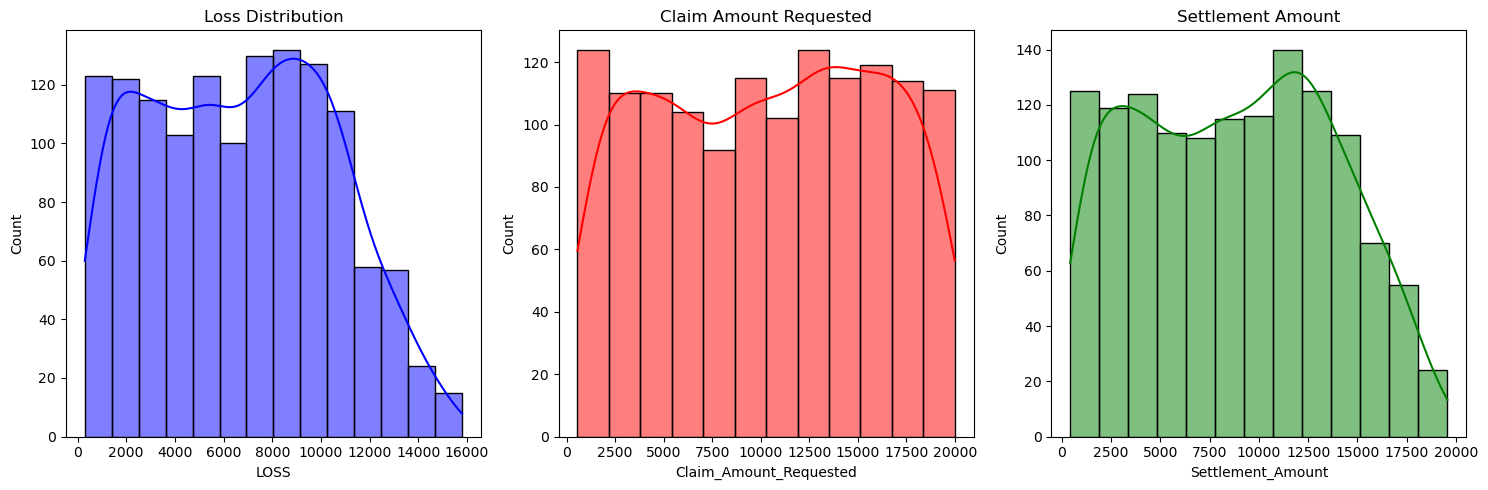 Loss Distribution
Count
0
20
40
60
80
100
120
0 2000 4000 6000 8000 10000 12000 14000 16000
LOSS
Claim Amount Requested
Count
0
20
40
60
80
100
120
0 2500 5000 7500 10000 12500 15000 17500 20000
Claim_Amount_Requested
Settlement Amount
Count
0
20
40
60
80
100
120
140
0 2500 5000 7500 10000 12500 15000 17500 20000
Settlement_Amount